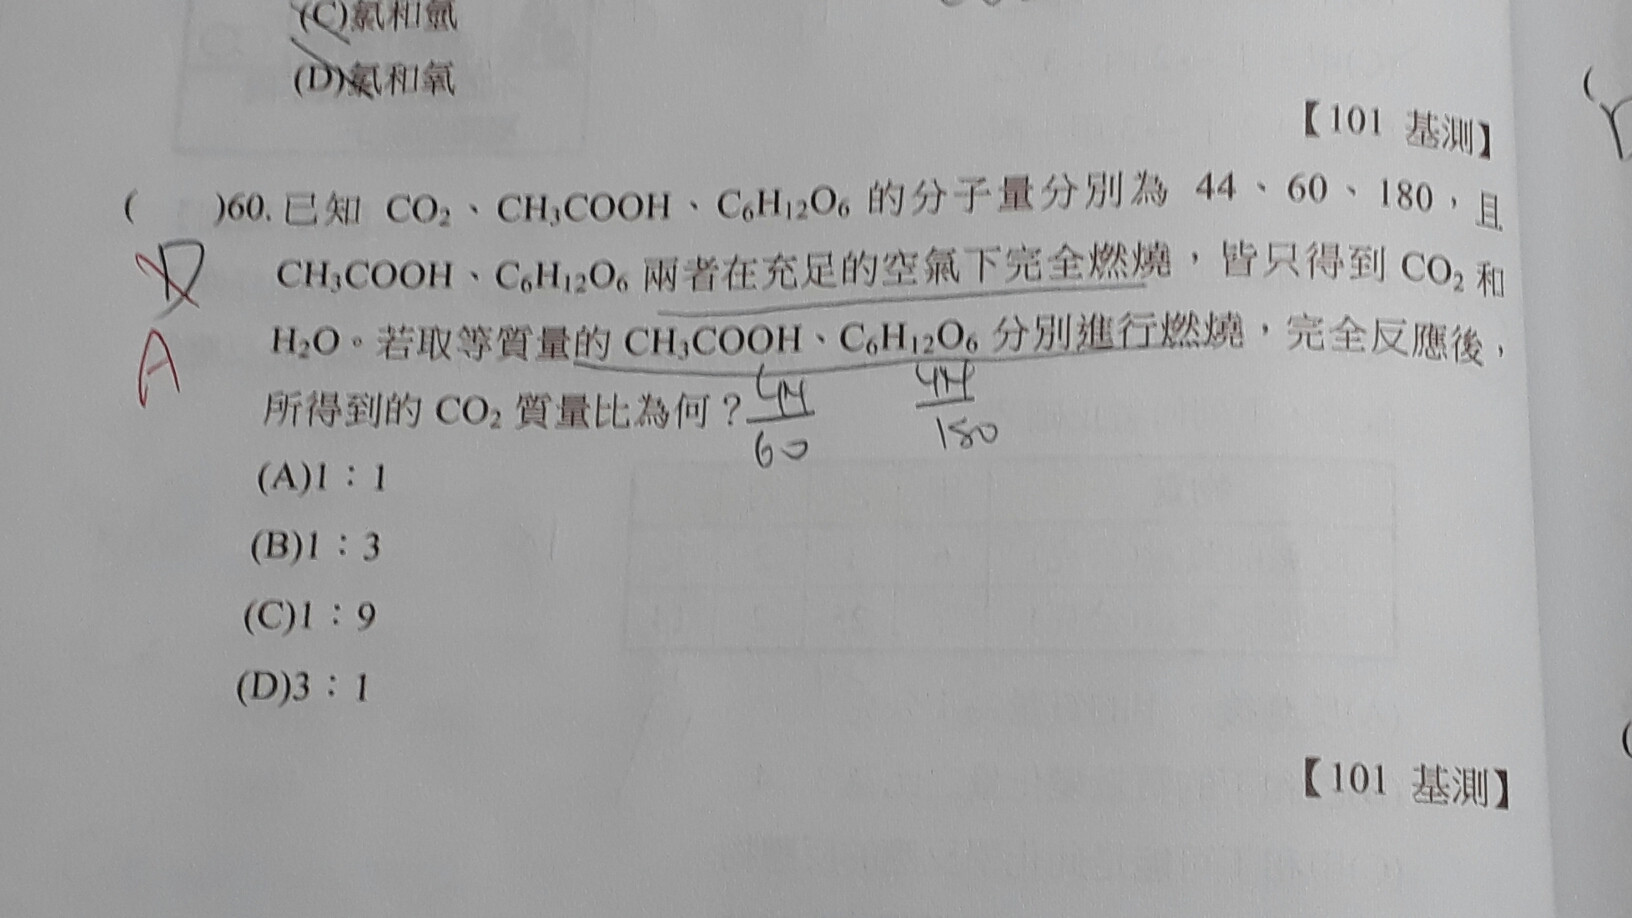 (C)氯和氫
(D)氯和氧
【101 基測】
( )60. 已知 CO₂、CH₃COOH、C₆H₁₂O₆ 的分子量分別為 44、60、180，且
CH₃COOH、C₆H₁₂O₆ 兩者在充足的空氣下完全燃燒，皆只得到 CO₂ 和
D
H₂O。若取等質量的 CH₃COOH、C₆H₁₂O₆ 分別進行燃燒，完全反應後，
A
所得到的 CO₂ 質量比為何？
44/60 44/180
(A)1：1
(B)1：3
(C)1：9
(D)3：1
【101 基測】